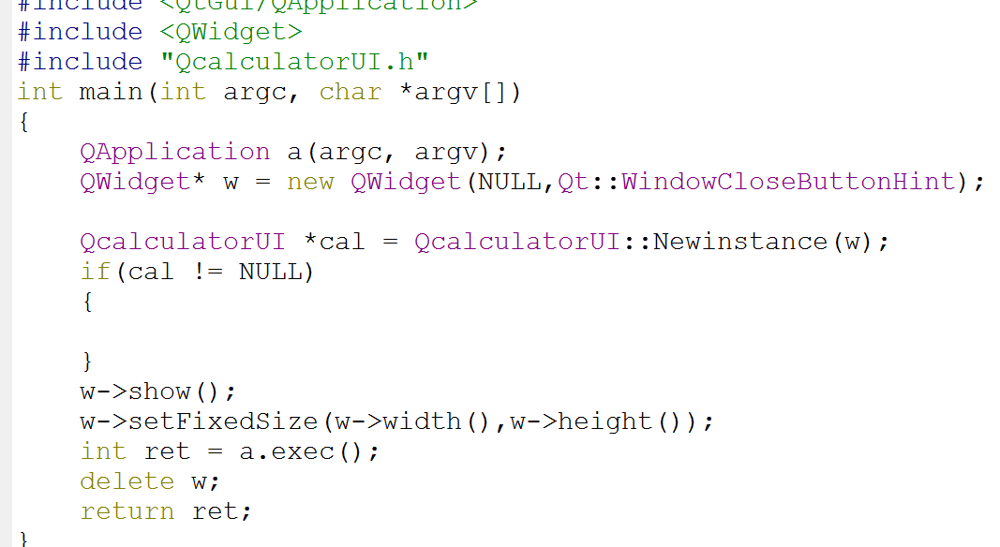 #include <QtGui/QApplication>
#include <QWidget>
#include "QcalculatorUI.h"
int main(int argc, char *argv[])
{
QApplication a(argc, argv);
QWidget* w = new QWidget(NULL,Qt::WindowCloseButtonHint);
QcalculatorUI *cal = QcalculatorUI::Newinstance(w);
if(cal != NULL)
{
}
w->show();
w->setFixedSize(w->width(),w->height());
int ret = a.exec();
delete w;
return ret;
}